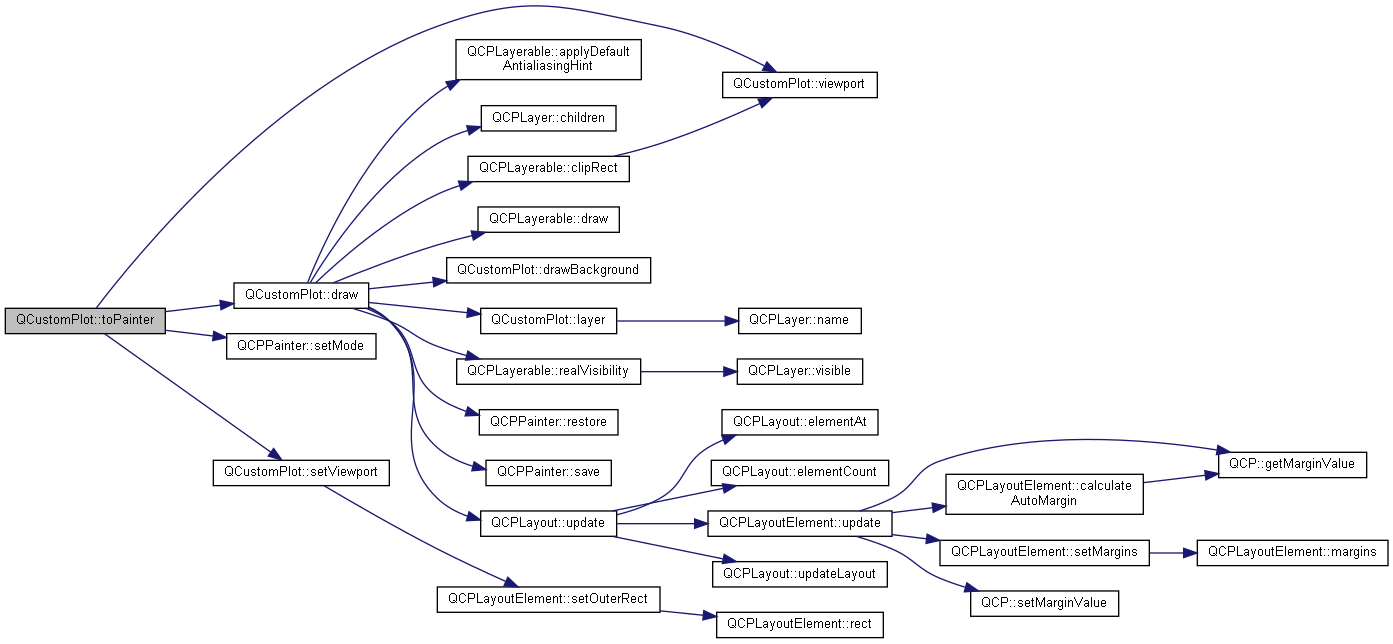 QCPLayerable::applyDefault
AntialiasingHint
QCustomPlot::viewport
QCPLayer::children
QCPLayerable::clipRect
QCPLayerable::draw
QCustomPlot::drawBackground
QCustomPlot::draw
QCustomPlot::toPainter
QCustomPlot::layer
QCPLayer::name
QCPPainter::setMode
QCPLayerable::realVisibility
QCPLayer::visible
QCPPainter::restore
QCPLayout::elementAt
QCustomPlot::setViewport
QCPPainter::save
QCPLayout::elementCount
QCP::getMarginValue
QCPLayoutElement::calculate
AutoMargin
QCPLayout::update
QCPLayoutElement::update
QCPLayoutElement::setMargins
QCPLayoutElement::margins
QCPLayout::updateLayout
QCPLayoutElement::setOuterRect
QCP::setMarginValue
QCPLayoutElement::rect